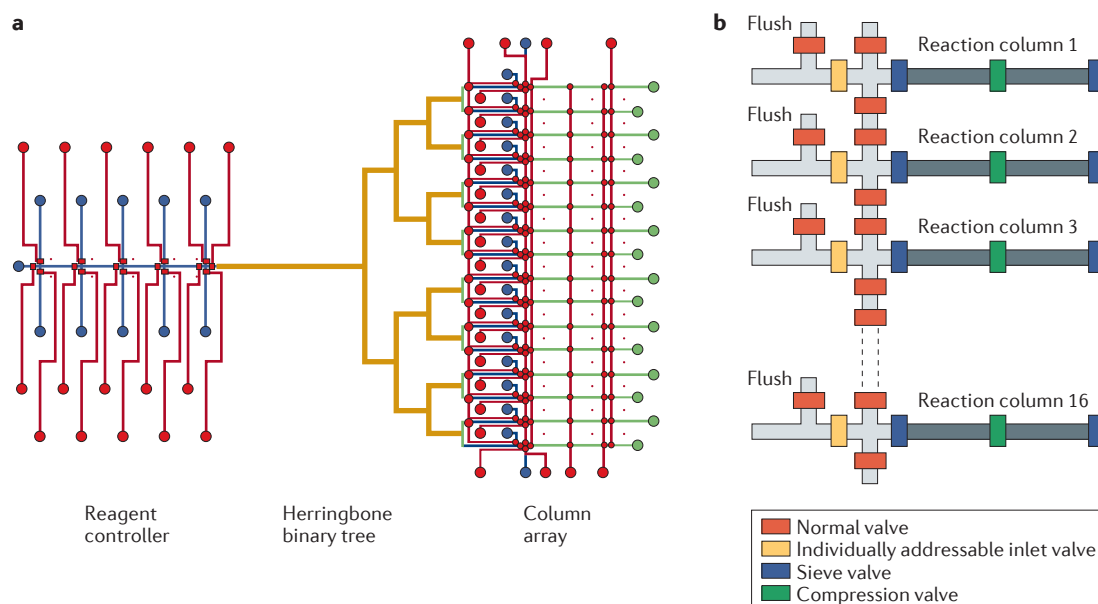 a
Reagent
controller
Herringbone
binary tree
Column
array
b
Flush
Reaction column 1
Flush
Reaction column 2
Flush
Reaction column 3
Flush
Reaction column 16
Normal valve
Individually addressable inlet valve
Sieve valve
Compression valve